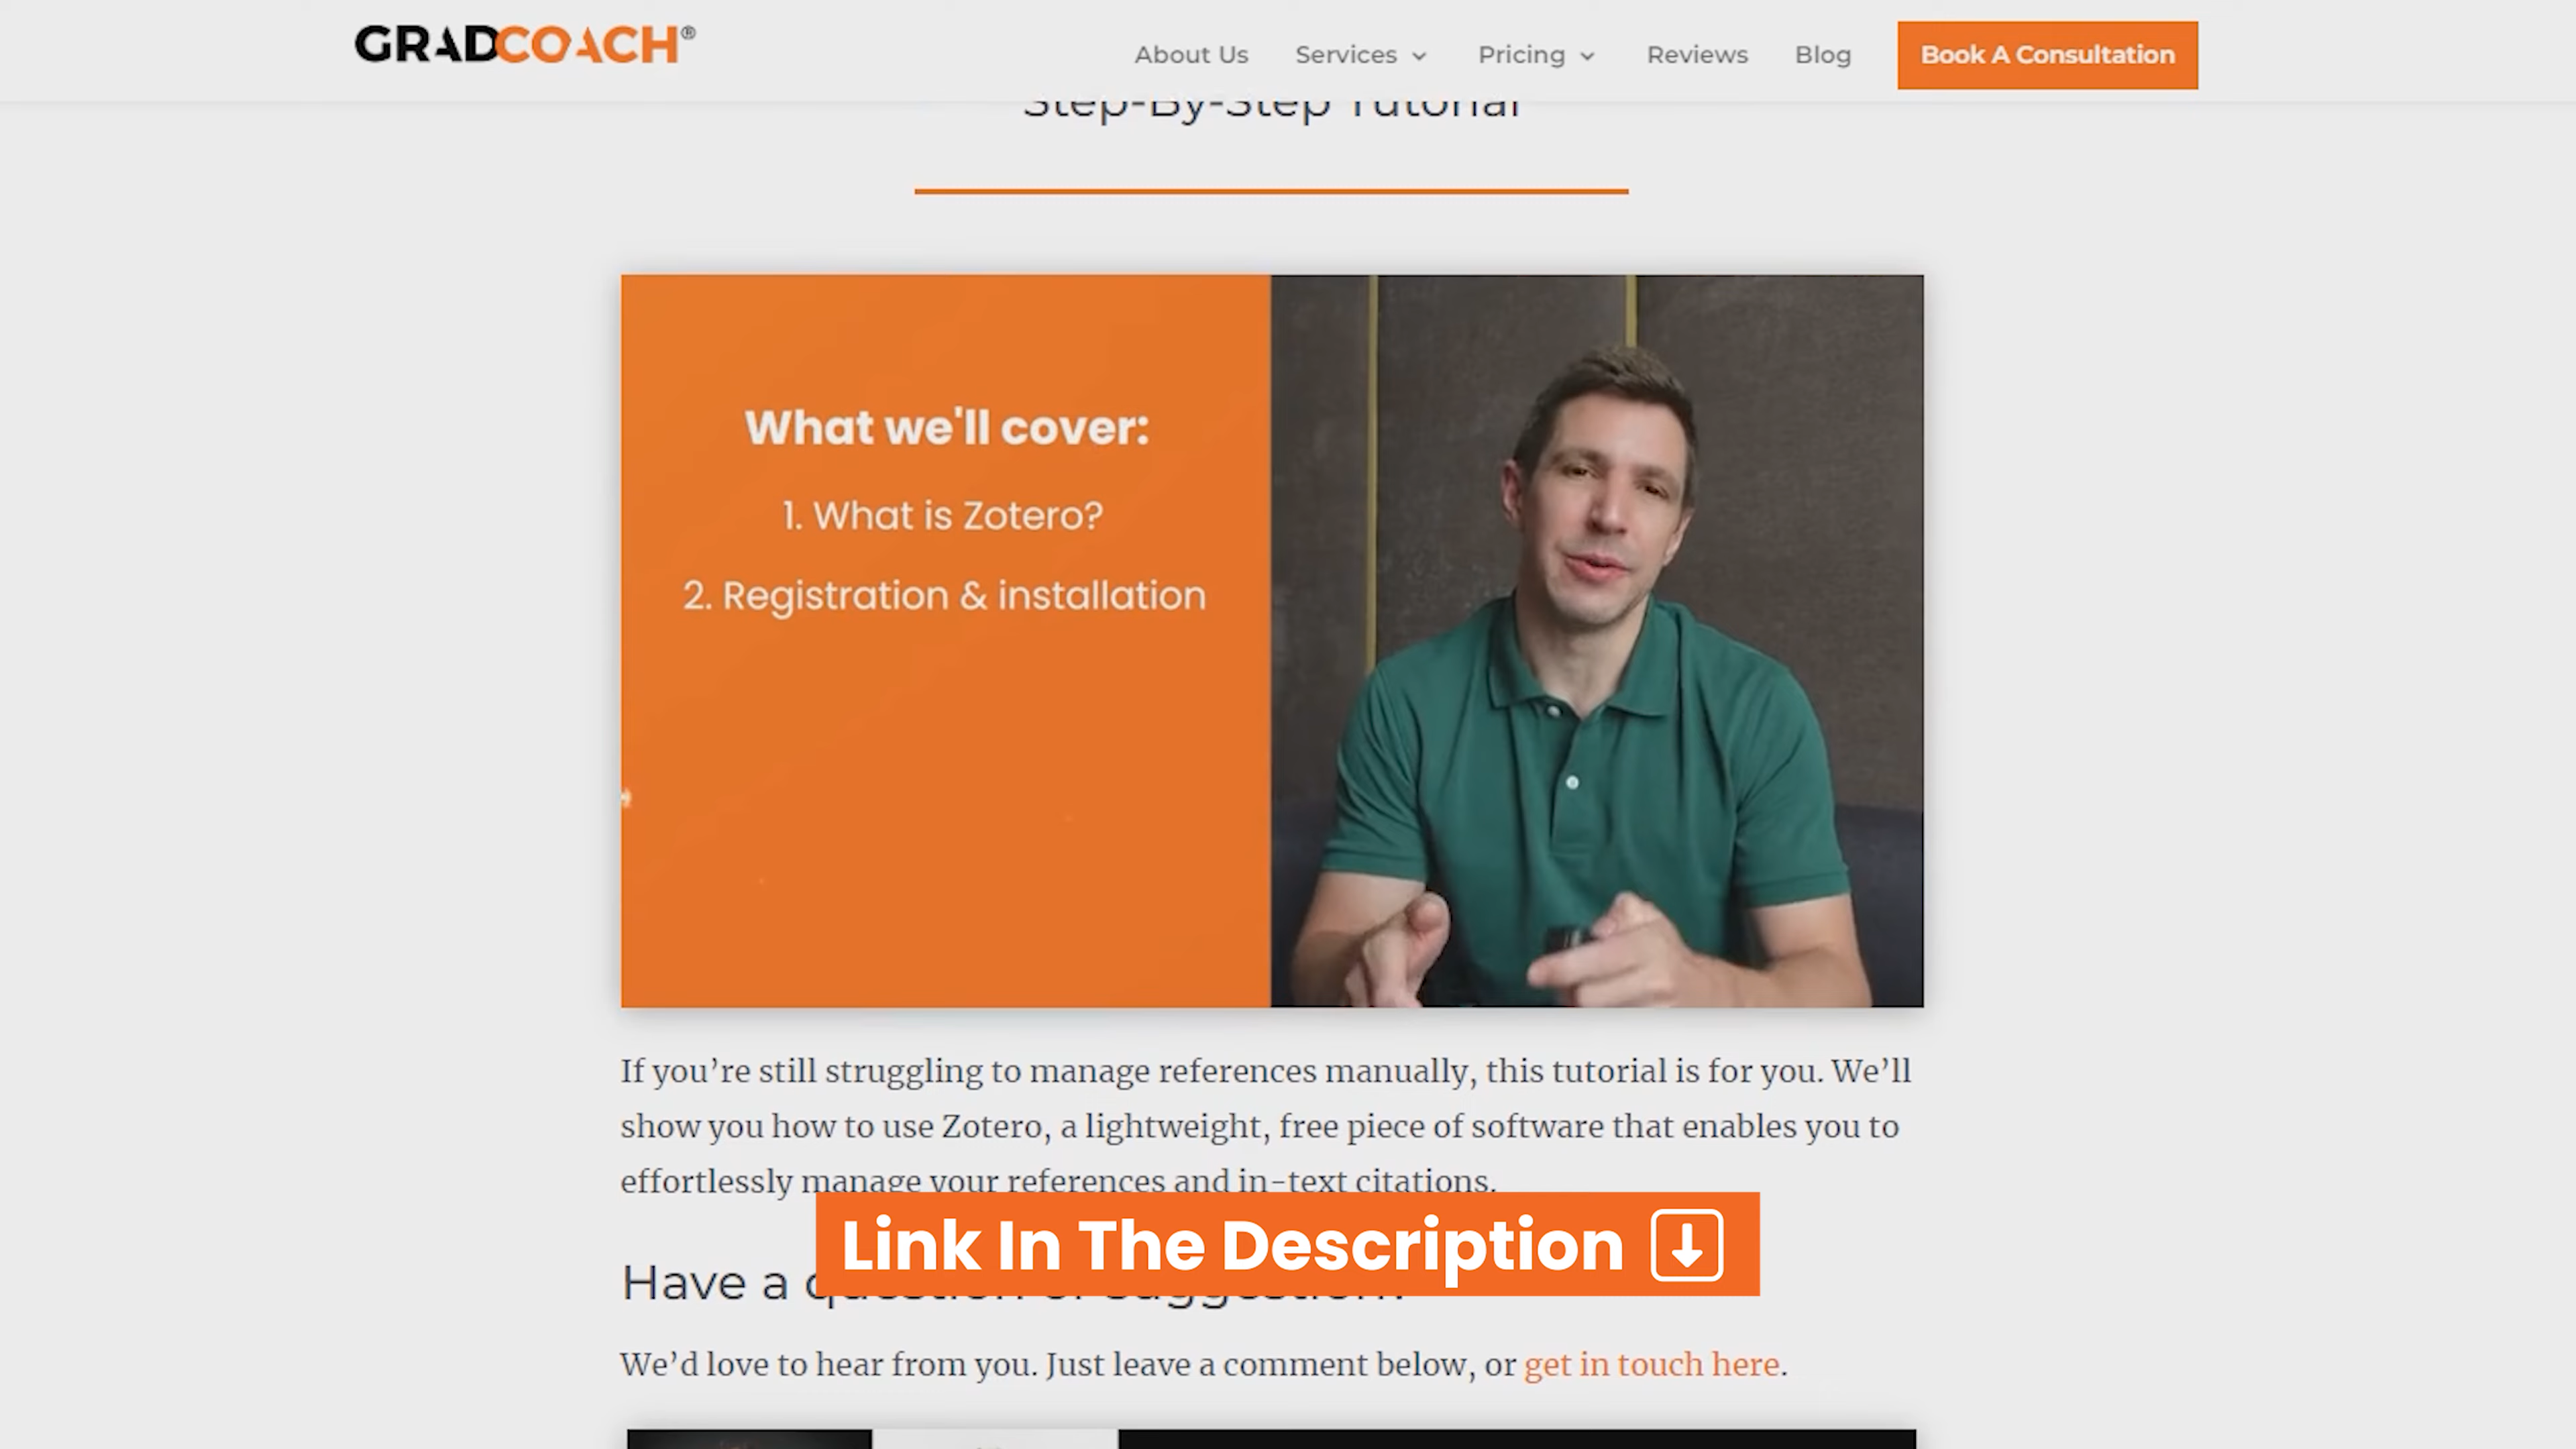 GRADCOACH®
About Us Services Pricing Reviews Blog Book A Consultation
Step-By-Step Tutorial
What we'll cover:
1. What is Zotero?
2. Registration & installation
If you’re still struggling to manage references manually, this tutorial is for you. We’ll
show you how to use Zotero, a lightweight, free piece of software that enables you to
effortlessly manage your references and in-text citations.
Link In The Description
Have a question or suggestion?
We’d love to hear from you. Just leave a comment below, or get in touch here.